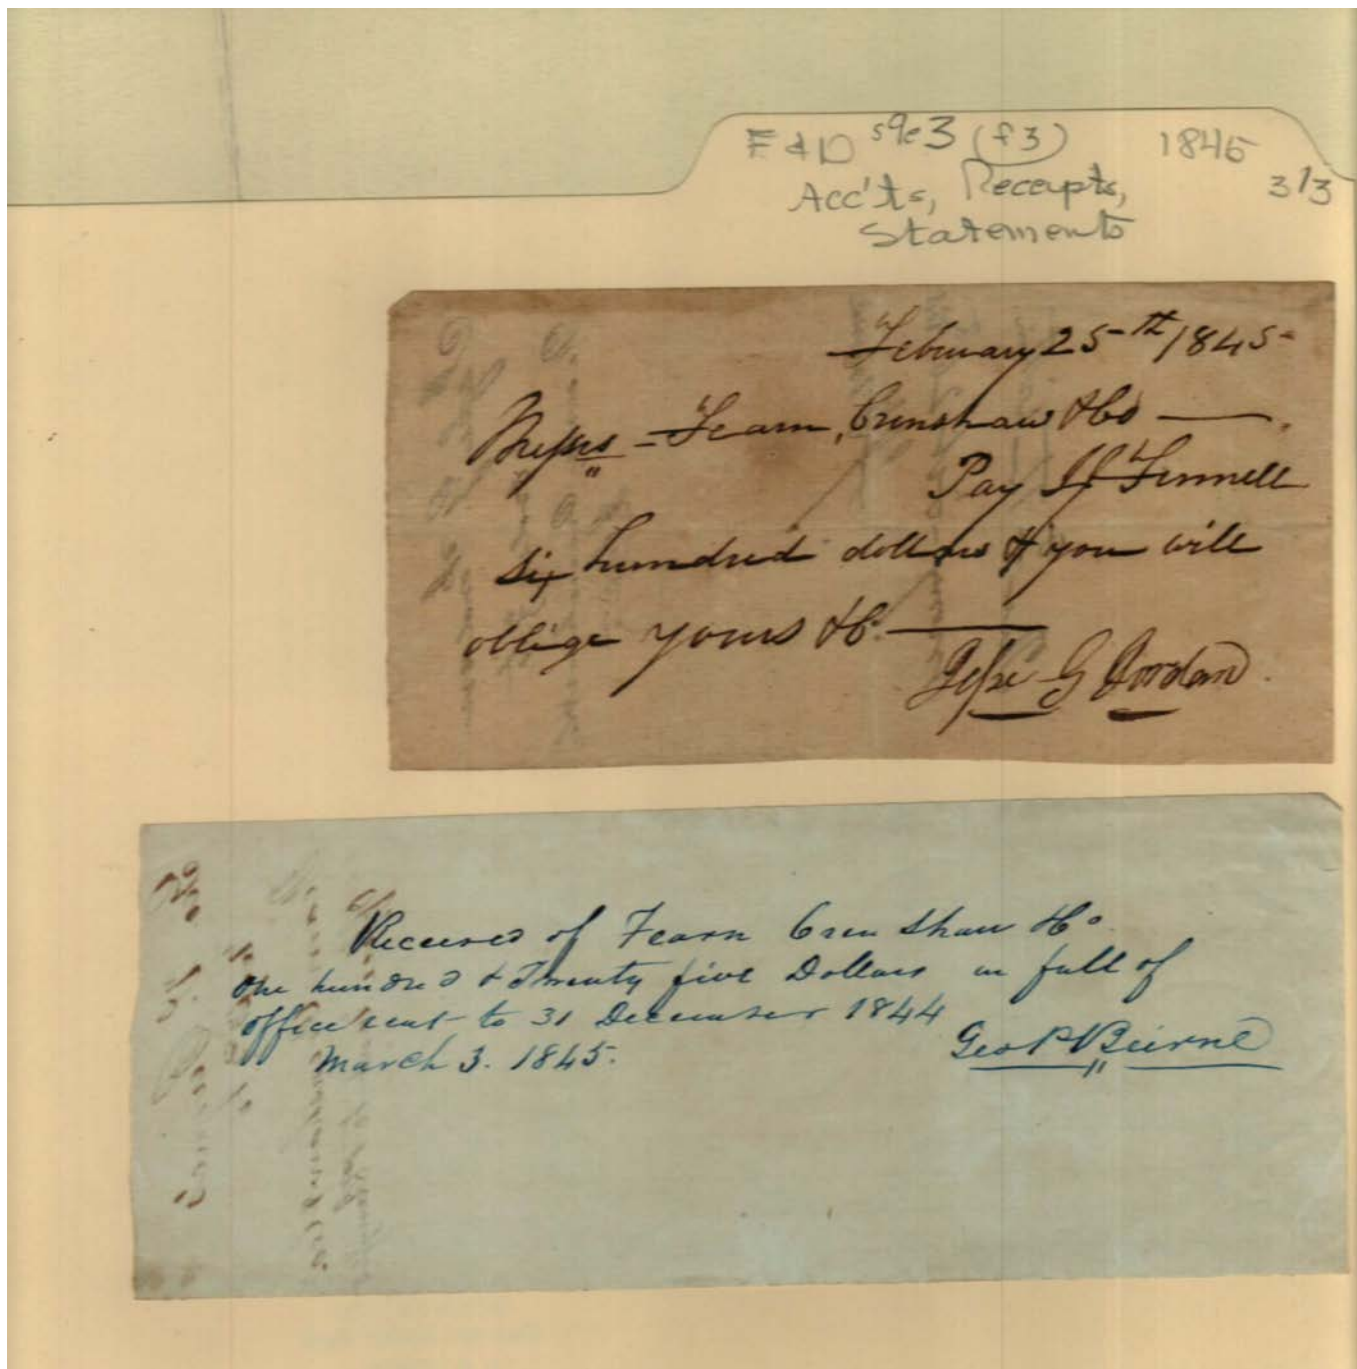 F & D s9e3 (f3) 1845
Acc'ts, Receipts, 3/3
Statements
February 25th 1845
Messrs Fearn, Crenshaw & Co
Pay Fennell
six hundred dollars & you will
oblige yours &c
Jesse G Jordan
Received of Fearn Crenshaw & Co
One hundred & Twenty five Dollars in full of
office rent to 31 December 1844
March 3. 1845.
Geo P Beirne